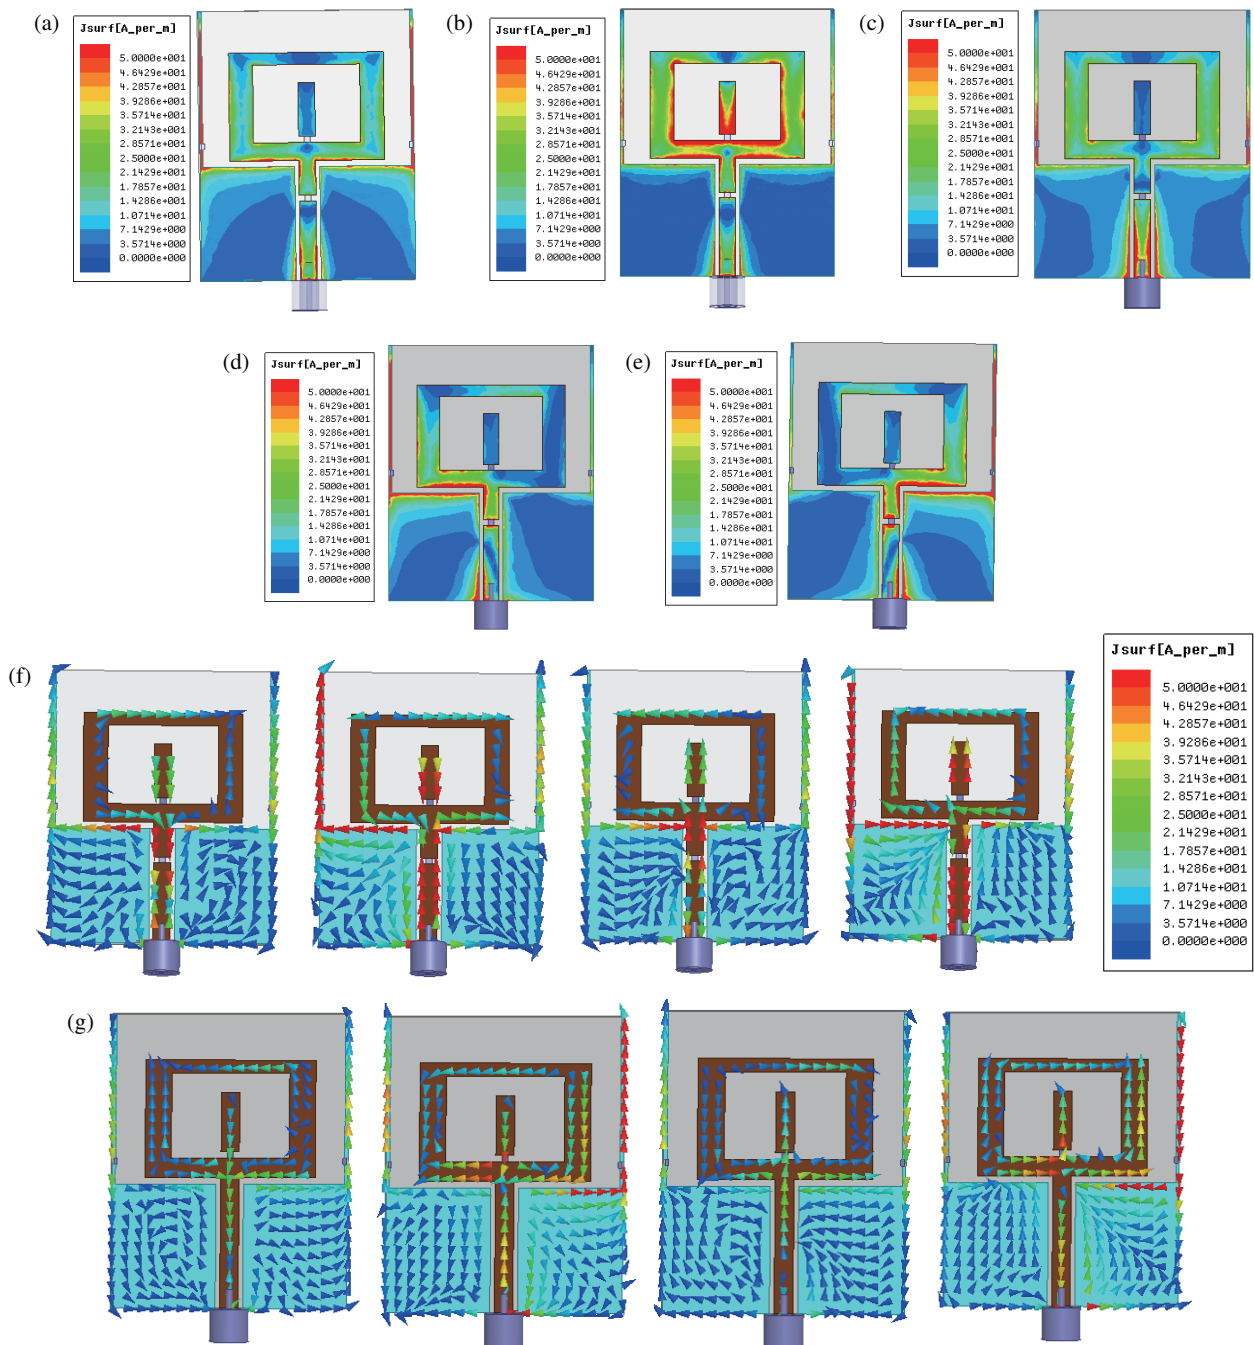 (a)
Jsurf[A_per_m]
5.0000e+001
4.6429e+001
4.2857e+001
3.9286e+001
3.5714e+001
3.2143e+001
2.8571e+001
2.5000e+001
2.1429e+001
1.7857e+001
1.4286e+001
1.0714e+001
7.1429e+000
3.5714e+000
0.0000e+000
(b)
Jsurf[A_per_m]
5.0000e+001
4.6429e+001
4.2857e+001
3.9286e+001
3.5714e+001
3.2143e+001
2.8571e+001
2.5000e+001
2.1429e+001
1.7857e+001
1.4286e+001
1.0714e+001
7.1429e+000
3.5714e+000
0.0000e+000
(c)
Jsurf[A_per_m]
5.0000e+001
4.6429e+001
4.2857e+001
3.9286e+001
3.5714e+001
3.2143e+001
2.8571e+001
2.5000e+001
2.1429e+001
1.7857e+001
1.4286e+001
1.0714e+001
7.1429e+000
3.5714e+000
0.0000e+000
(d)
Jsurf[A_per_m]
5.0000e+001
4.6429e+001
4.2857e+001
3.9286e+001
3.5714e+001
3.2143e+001
2.8571e+001
2.5000e+001
2.1429e+001
1.7857e+001
1.4286e+001
1.0714e+001
7.1429e+000
3.5714e+000
0.0000e+000
(e)
Jsurf[A_per_m]
5.0000e+001
4.6429e+001
4.2857e+001
3.9286e+001
3.5714e+001
3.2143e+001
2.8571e+001
2.5000e+001
2.1429e+001
1.7857e+001
1.4286e+001
1.0714e+001
7.1429e+000
3.5714e+000
0.0000e+000
(f)
Jsurf[A_per_m]
5.0000e+001
4.6429e+001
4.2857e+001
3.9286e+001
3.5714e+001
3.2143e+001
2.8571e+001
2.5000e+001
2.1429e+001
1.7857e+001
1.4286e+001
1.0714e+001
7.1429e+000
3.5714e+000
0.0000e+000
(g)